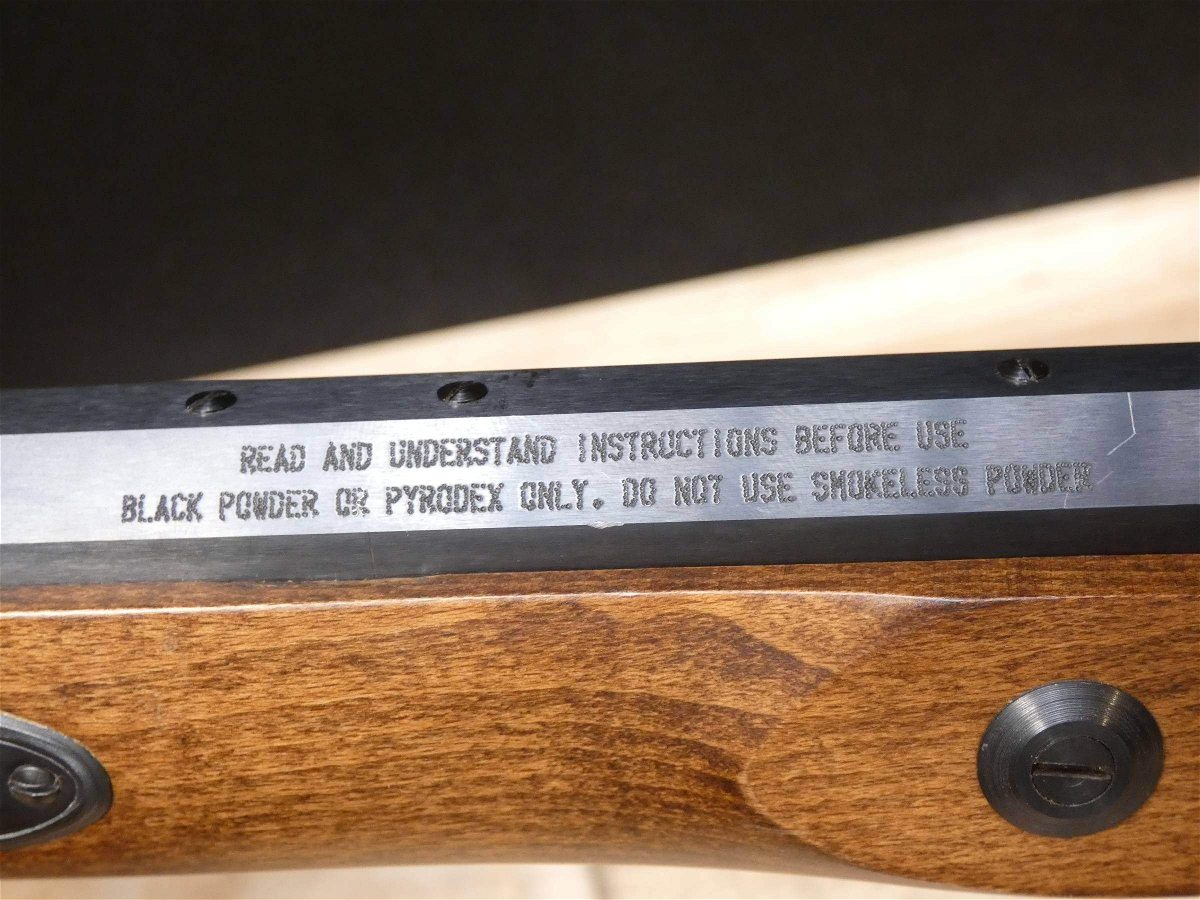 READ AND UNDERSTAND INSTRUCTIONS BEFORE USE
BLACK POWDER OR PYRODEX ONLY. DO NOT USE SMOKELESS POWDER